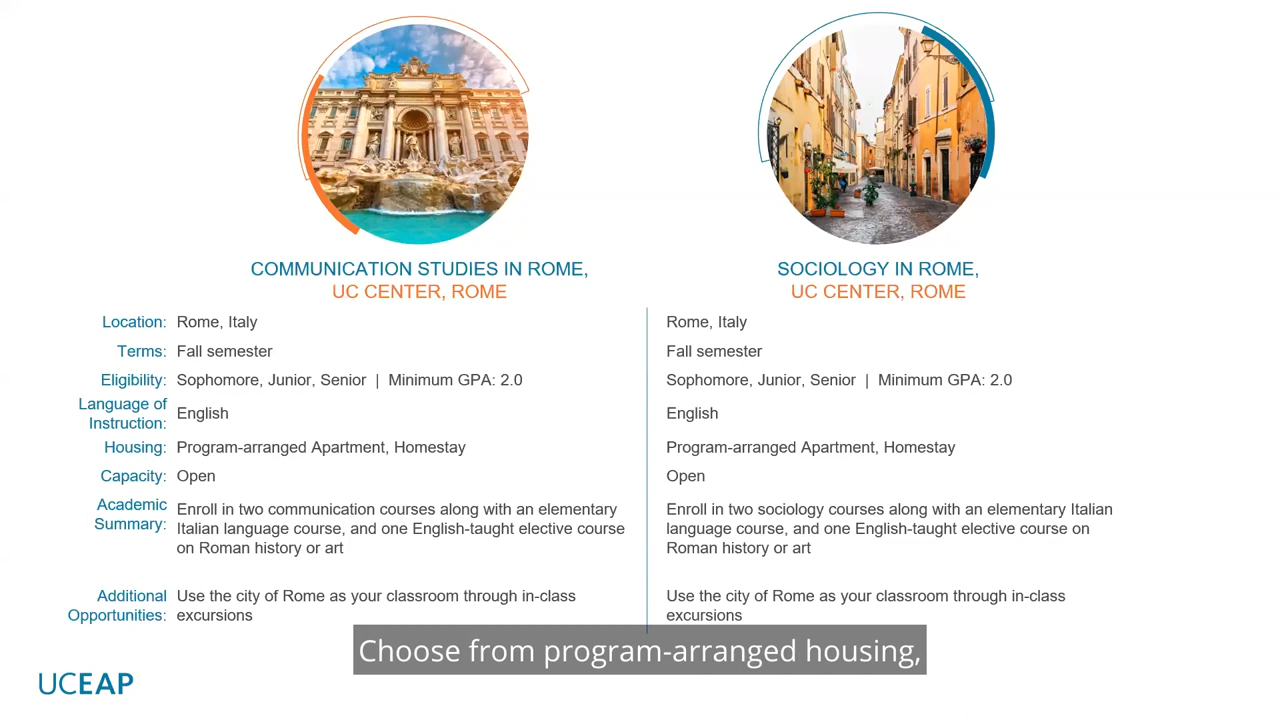 COMMUNICATION STUDIES IN ROME,
UC CENTER, ROME
SOCIOLOGY IN ROME,
UC CENTER, ROME
Location: Rome, Italy
Rome, Italy
Terms: Fall semester
Fall semester
Eligibility: Sophomore, Junior, Senior | Minimum GPA: 2.0
Sophomore, Junior, Senior | Minimum GPA: 2.0
Language of
Instruction:
English
English
Housing: Program-arranged Apartment, Homestay
Program-arranged Apartment, Homestay
Capacity: Open
Open
Academic
Summary:
Enroll in two communication courses along with an elementary
Italian language course, and one English-taught elective course
on Roman history or art
Enroll in two sociology courses along with an elementary Italian
language course, and one English-taught elective course on
Roman history or art
Additional
Opportunities:
Use the city of Rome as your classroom through in-class
excursions
Use the city of Rome as your classroom through in-class
excursions
Choose from program-arranged housing,
UCEAP